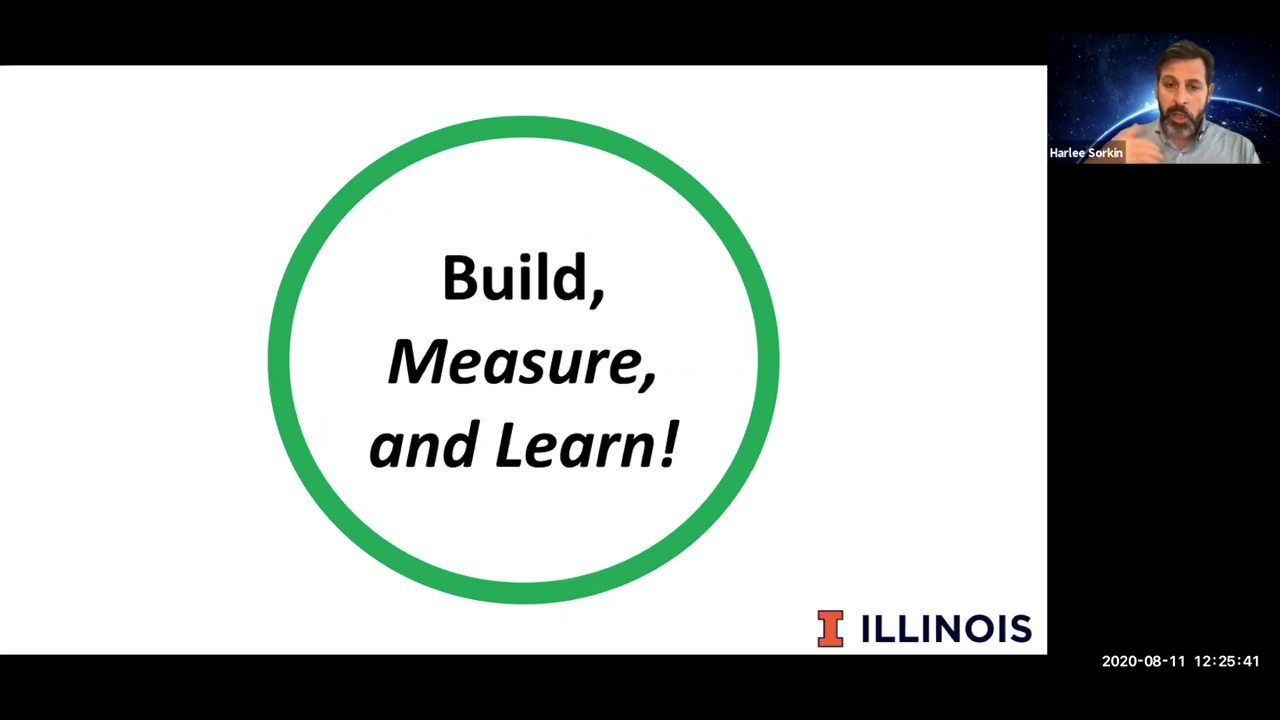 Build,
Measure,
and Learn!
ILLINOIS
Harlee Sorkin
2020-08-11 12:25:41